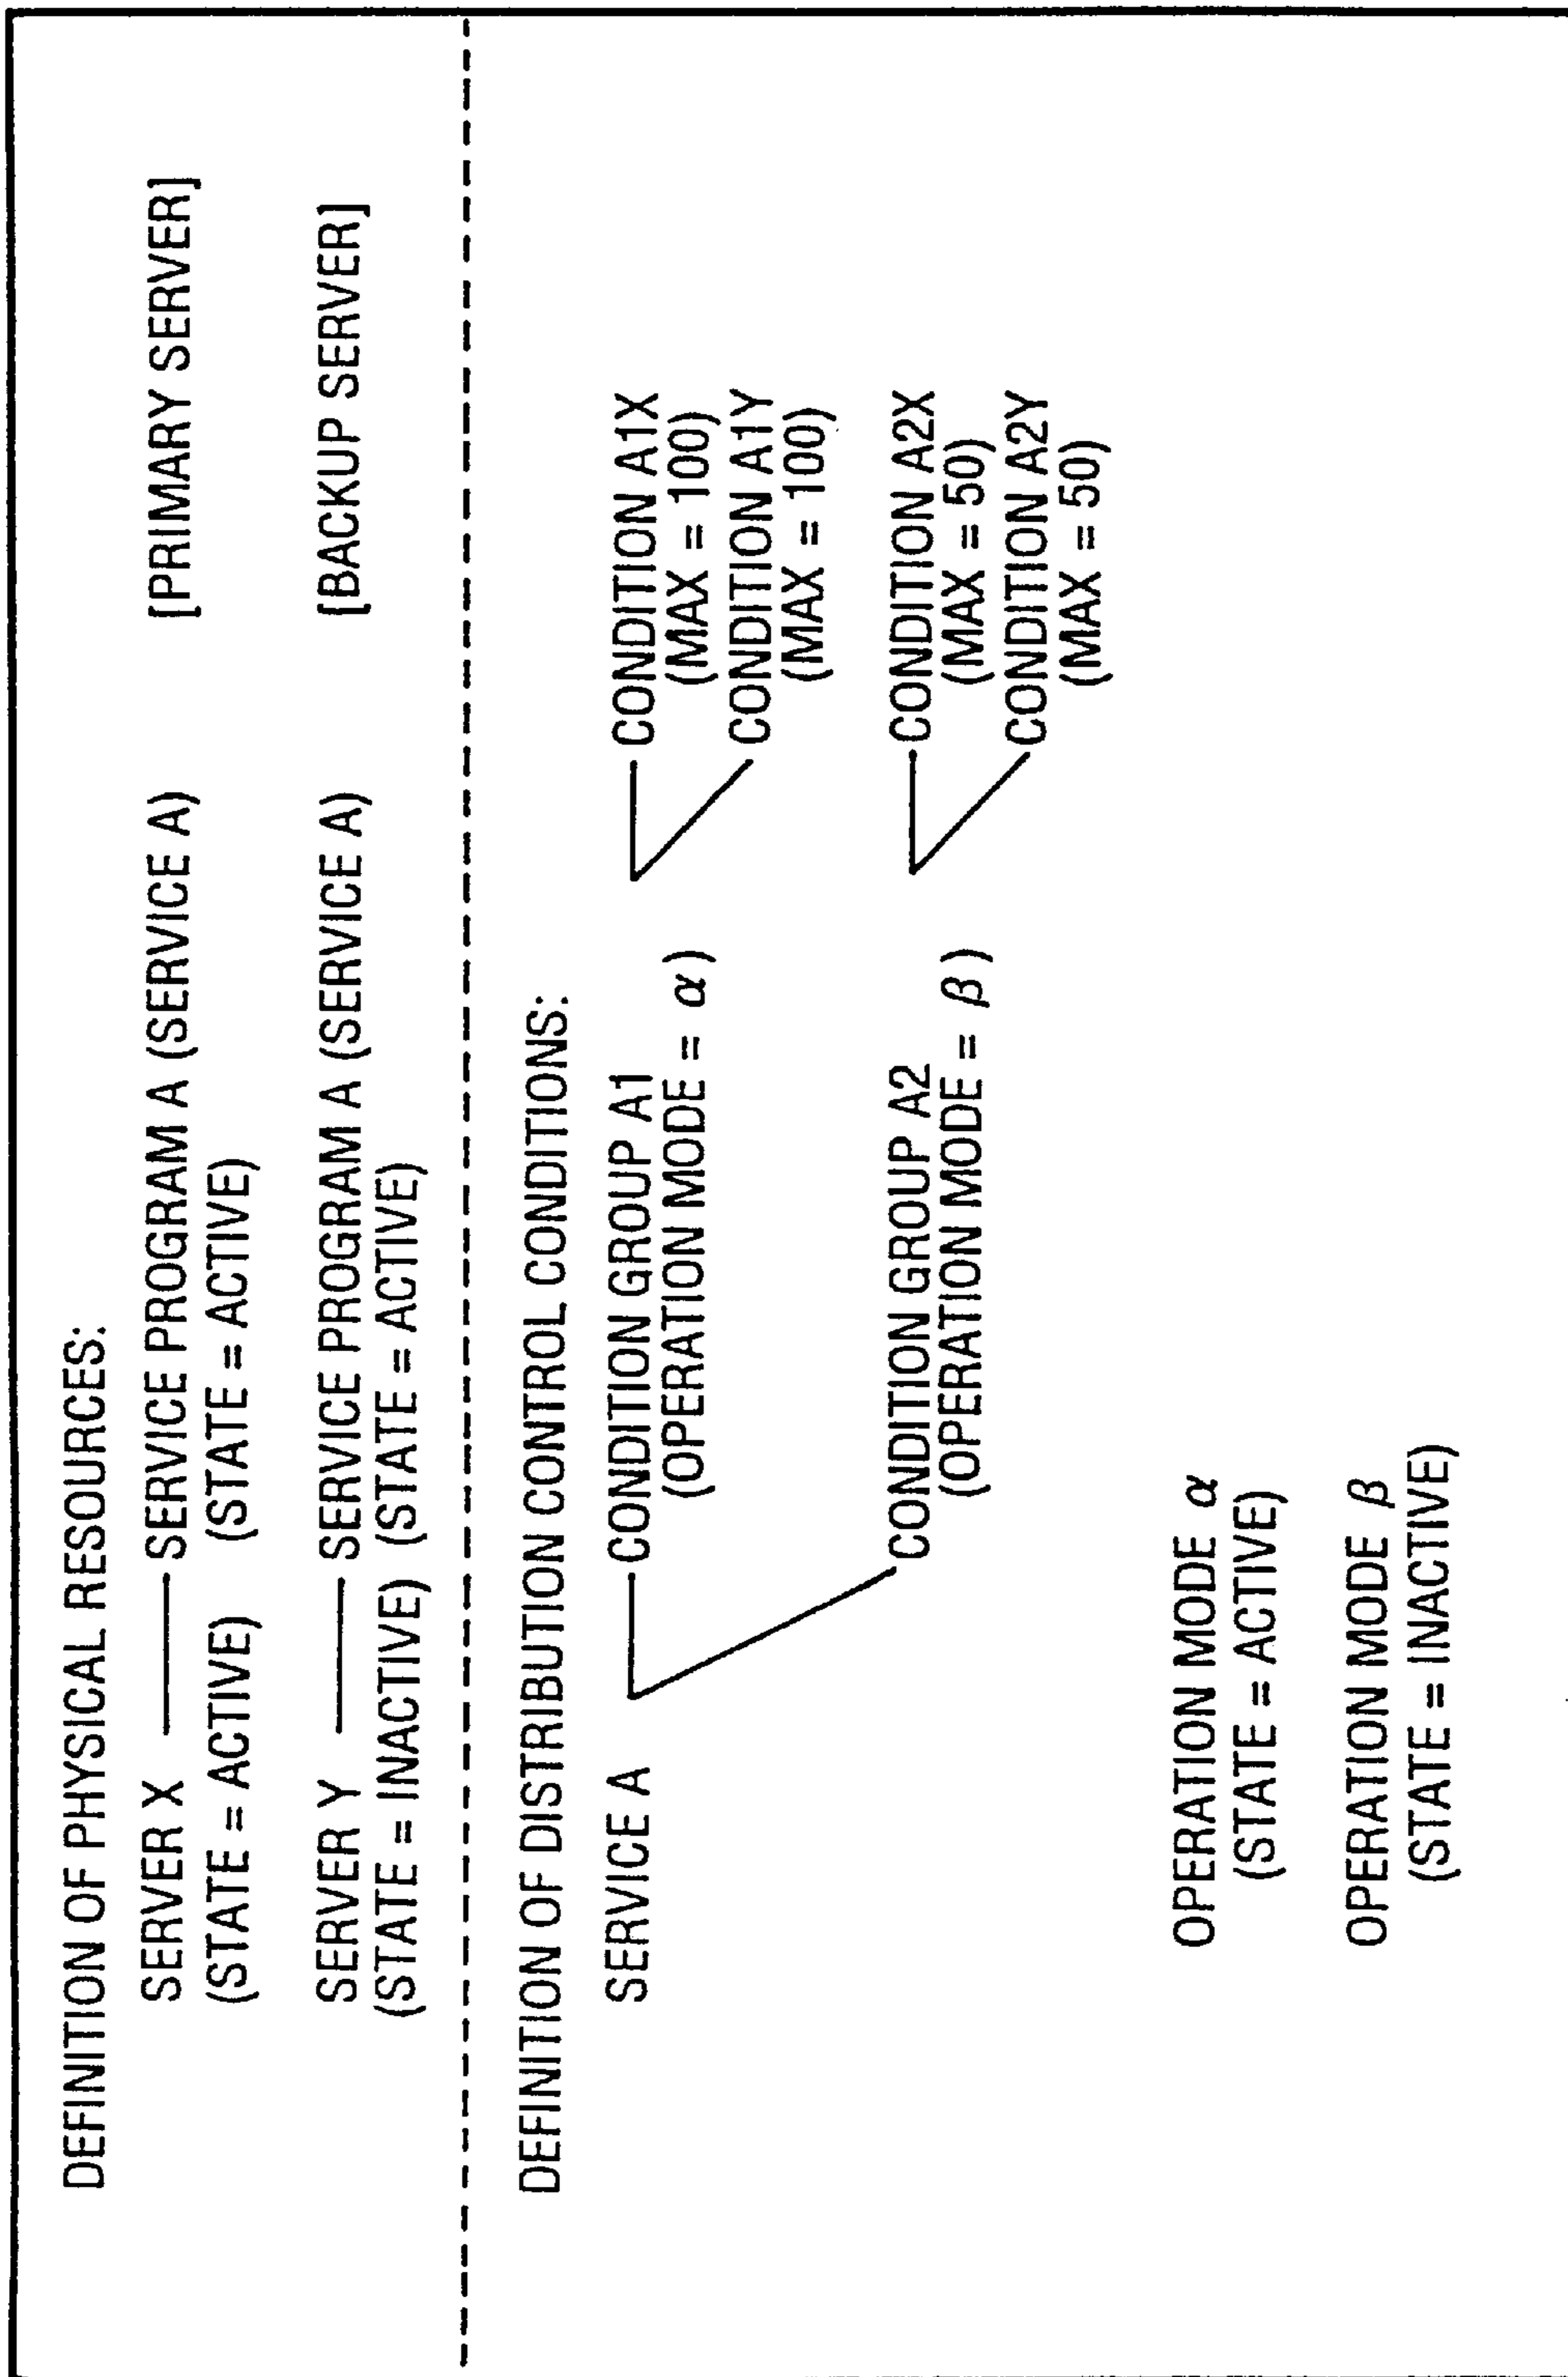 DEFINITION OF PHYSICAL RESOURCES:
SERVER X SERVICE PROGRAM A (SERVICE A) [PRIMARY SERVER]
(STATE = ACTIVE) (STATE = ACTIVE)
SERVER Y SERVICE PROGRAM A (SERVICE A) [BACKUP SERVER]
(STATE = INACTIVE) (STATE = ACTIVE)
DEFINITION OF DISTRIBUTION CONTROL CONDITIONS:
SERVICE A CONDITION GROUP A1 CONDITION A1X
(OPERATION MODE = α) (MAX = 100)
CONDITION A1Y
(MAX = 100)
CONDITION GROUP A2 CONDITION A2X
(OPERATION MODE = β) (MAX = 50)
CONDITION A2Y
(MAX = 50)
OPERATION MODE α
(STATE = ACTIVE)
OPERATION MODE β
(STATE = INACTIVE)